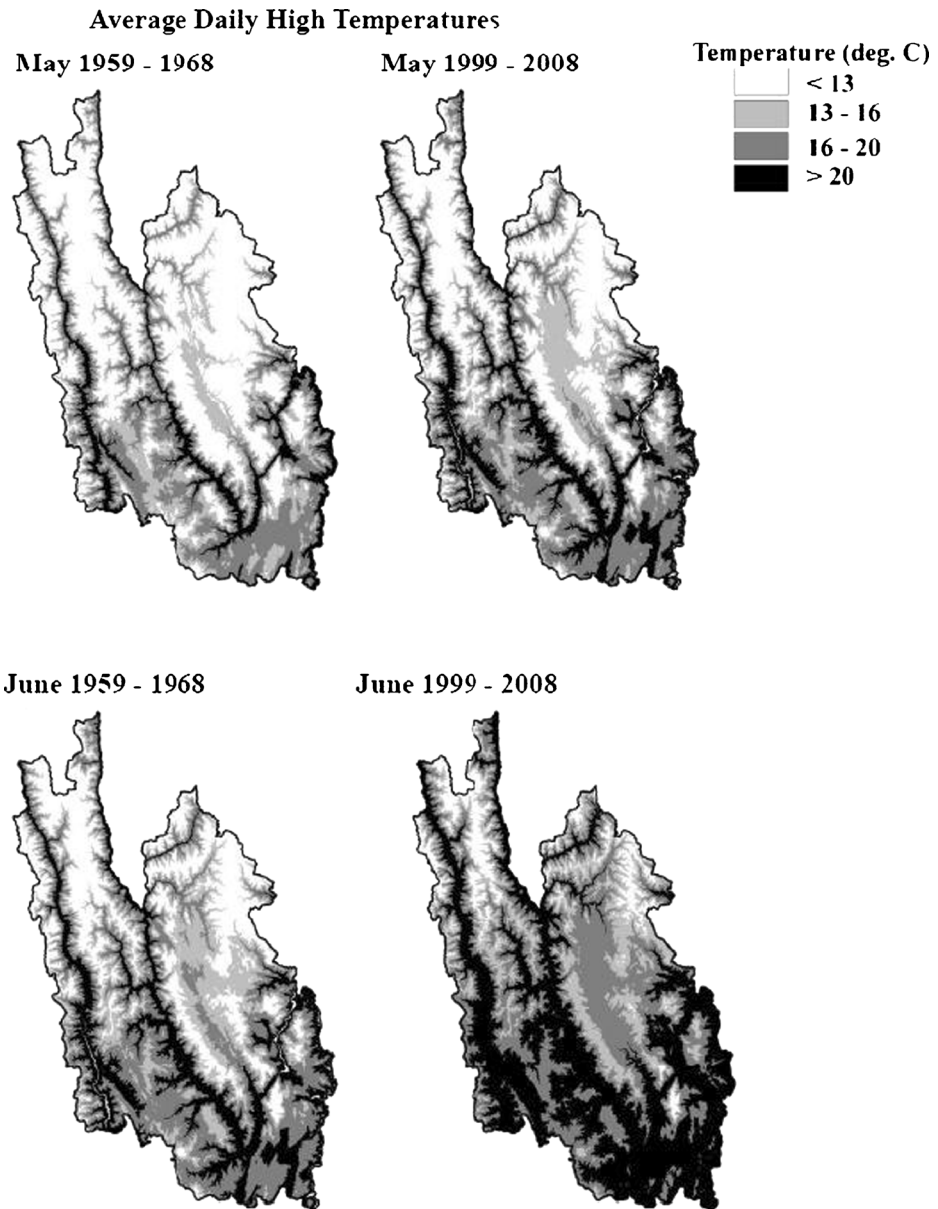 Average Daily High Temperatures
May 1959 - 1968
May 1999 - 2008
Temperature (deg. C)
< 13
13 - 16
16 - 20
> 20
June 1959 - 1968
June 1999 - 2008